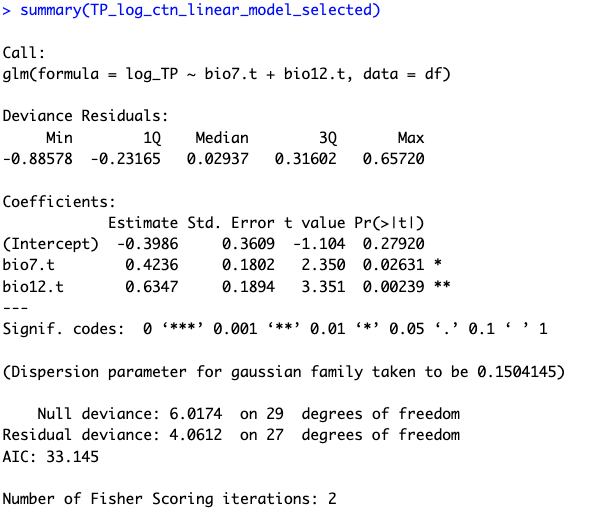 > summary(TP_log_ctn_linear_model_selected)

Call:
glm(formula = log_TP ~ bio7.t + bio12.t, data = df)

Deviance Residuals:
     Min       1Q   Median       3Q      Max
-0.88578 -0.23165  0.02937  0.31602  0.65720

Coefficients:
            Estimate Std. Error t value Pr(>|t|)
(Intercept)  -0.3986     0.3609  -1.104  0.27920
bio7.t        0.4236     0.1802   2.350  0.02631 *
bio12.t       0.6347     0.1894   3.351  0.00239 **
---
Signif. codes:  0 ‘***’ 0.001 ‘**’ 0.01 ‘*’ 0.05 ‘.’ 0.1 ‘ ’ 1

(Dispersion parameter for gaussian family taken to be 0.1504145)

    Null deviance: 6.0174  on 29  degrees of freedom
Residual deviance: 4.0612  on 27  degrees of freedom
AIC: 33.145

Number of Fisher Scoring iterations: 2